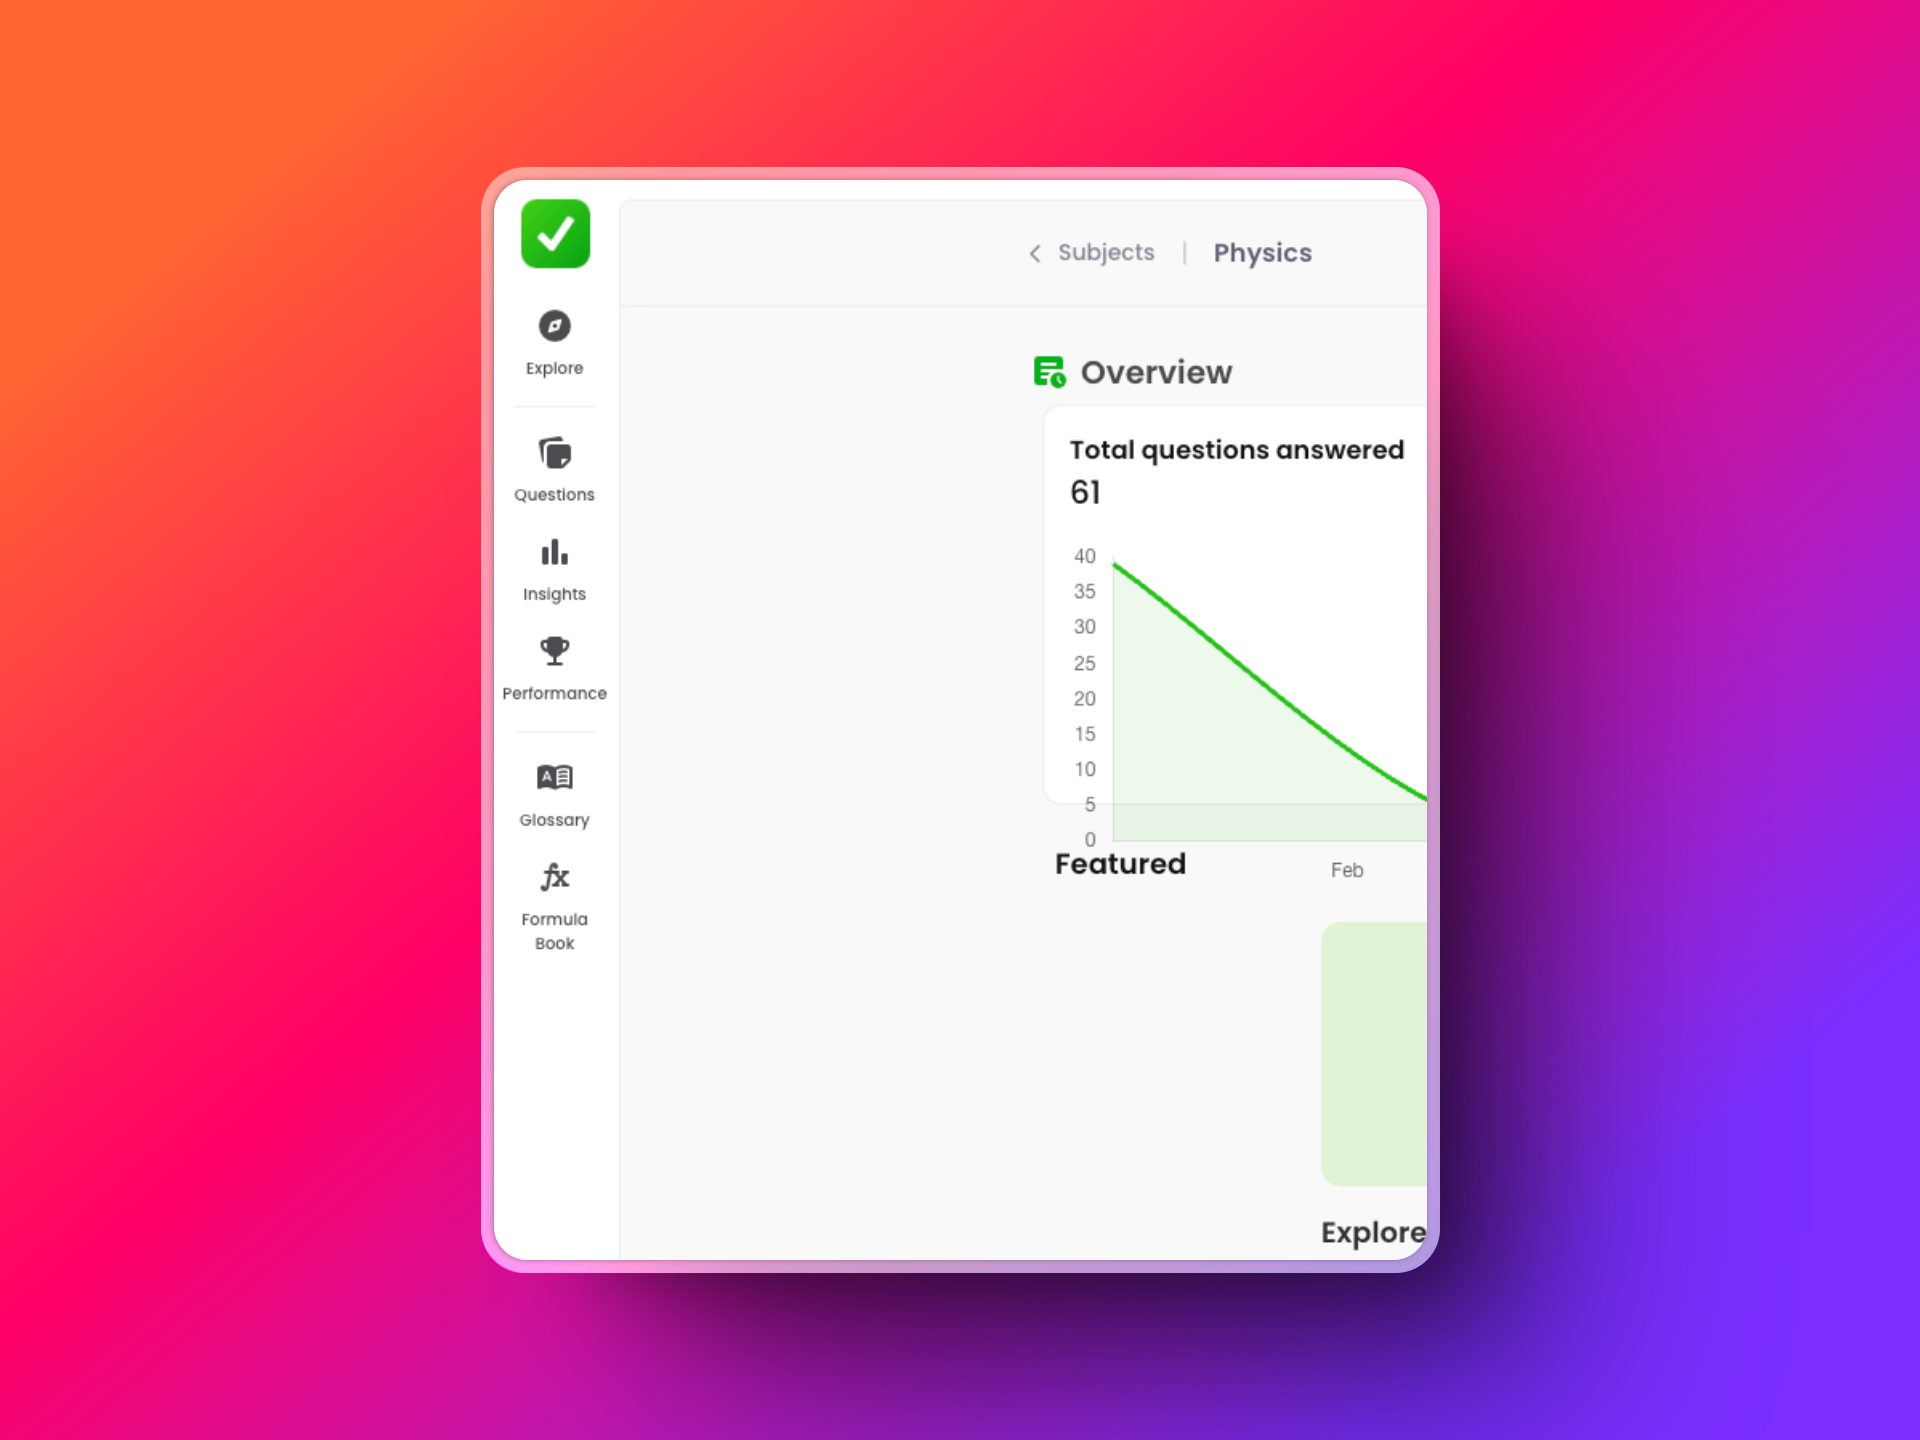 Explore
Questions
Insights
Performance
Glossary
Formula
Book
Subjects | Physics
Overview
Total questions answered
61
40
35
30
25
20
15
10
5
0
Feb
Featured
Explore